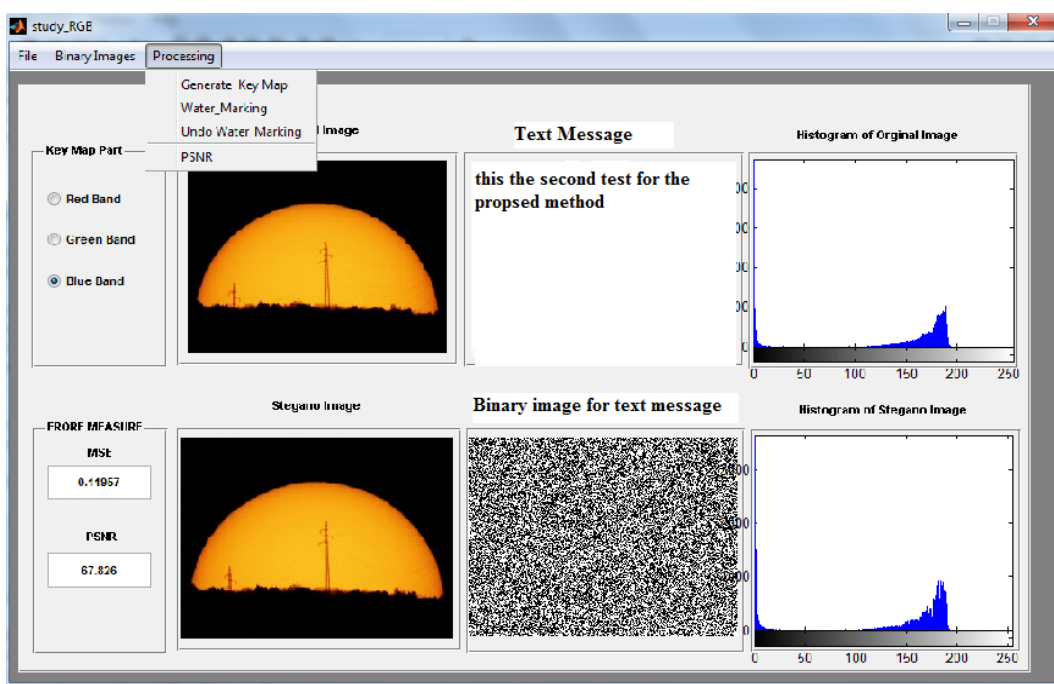 study_RGE
File Binary Images Processing
Generate Key Map
Water_Marking
Undo Water Marking
PSNR
Image
Text Message
Histogram of Orginal Image
Key Map Part
Red Band
Green Band
Blue Band
this the second test for the
propsed method
0 50 100 150 200 250
Stegano Image
Binary image for text message
Histogram of Stegano Image
MEASURE
MSE
0.11957
PSNR
67.826
0 50 100 150 200 250